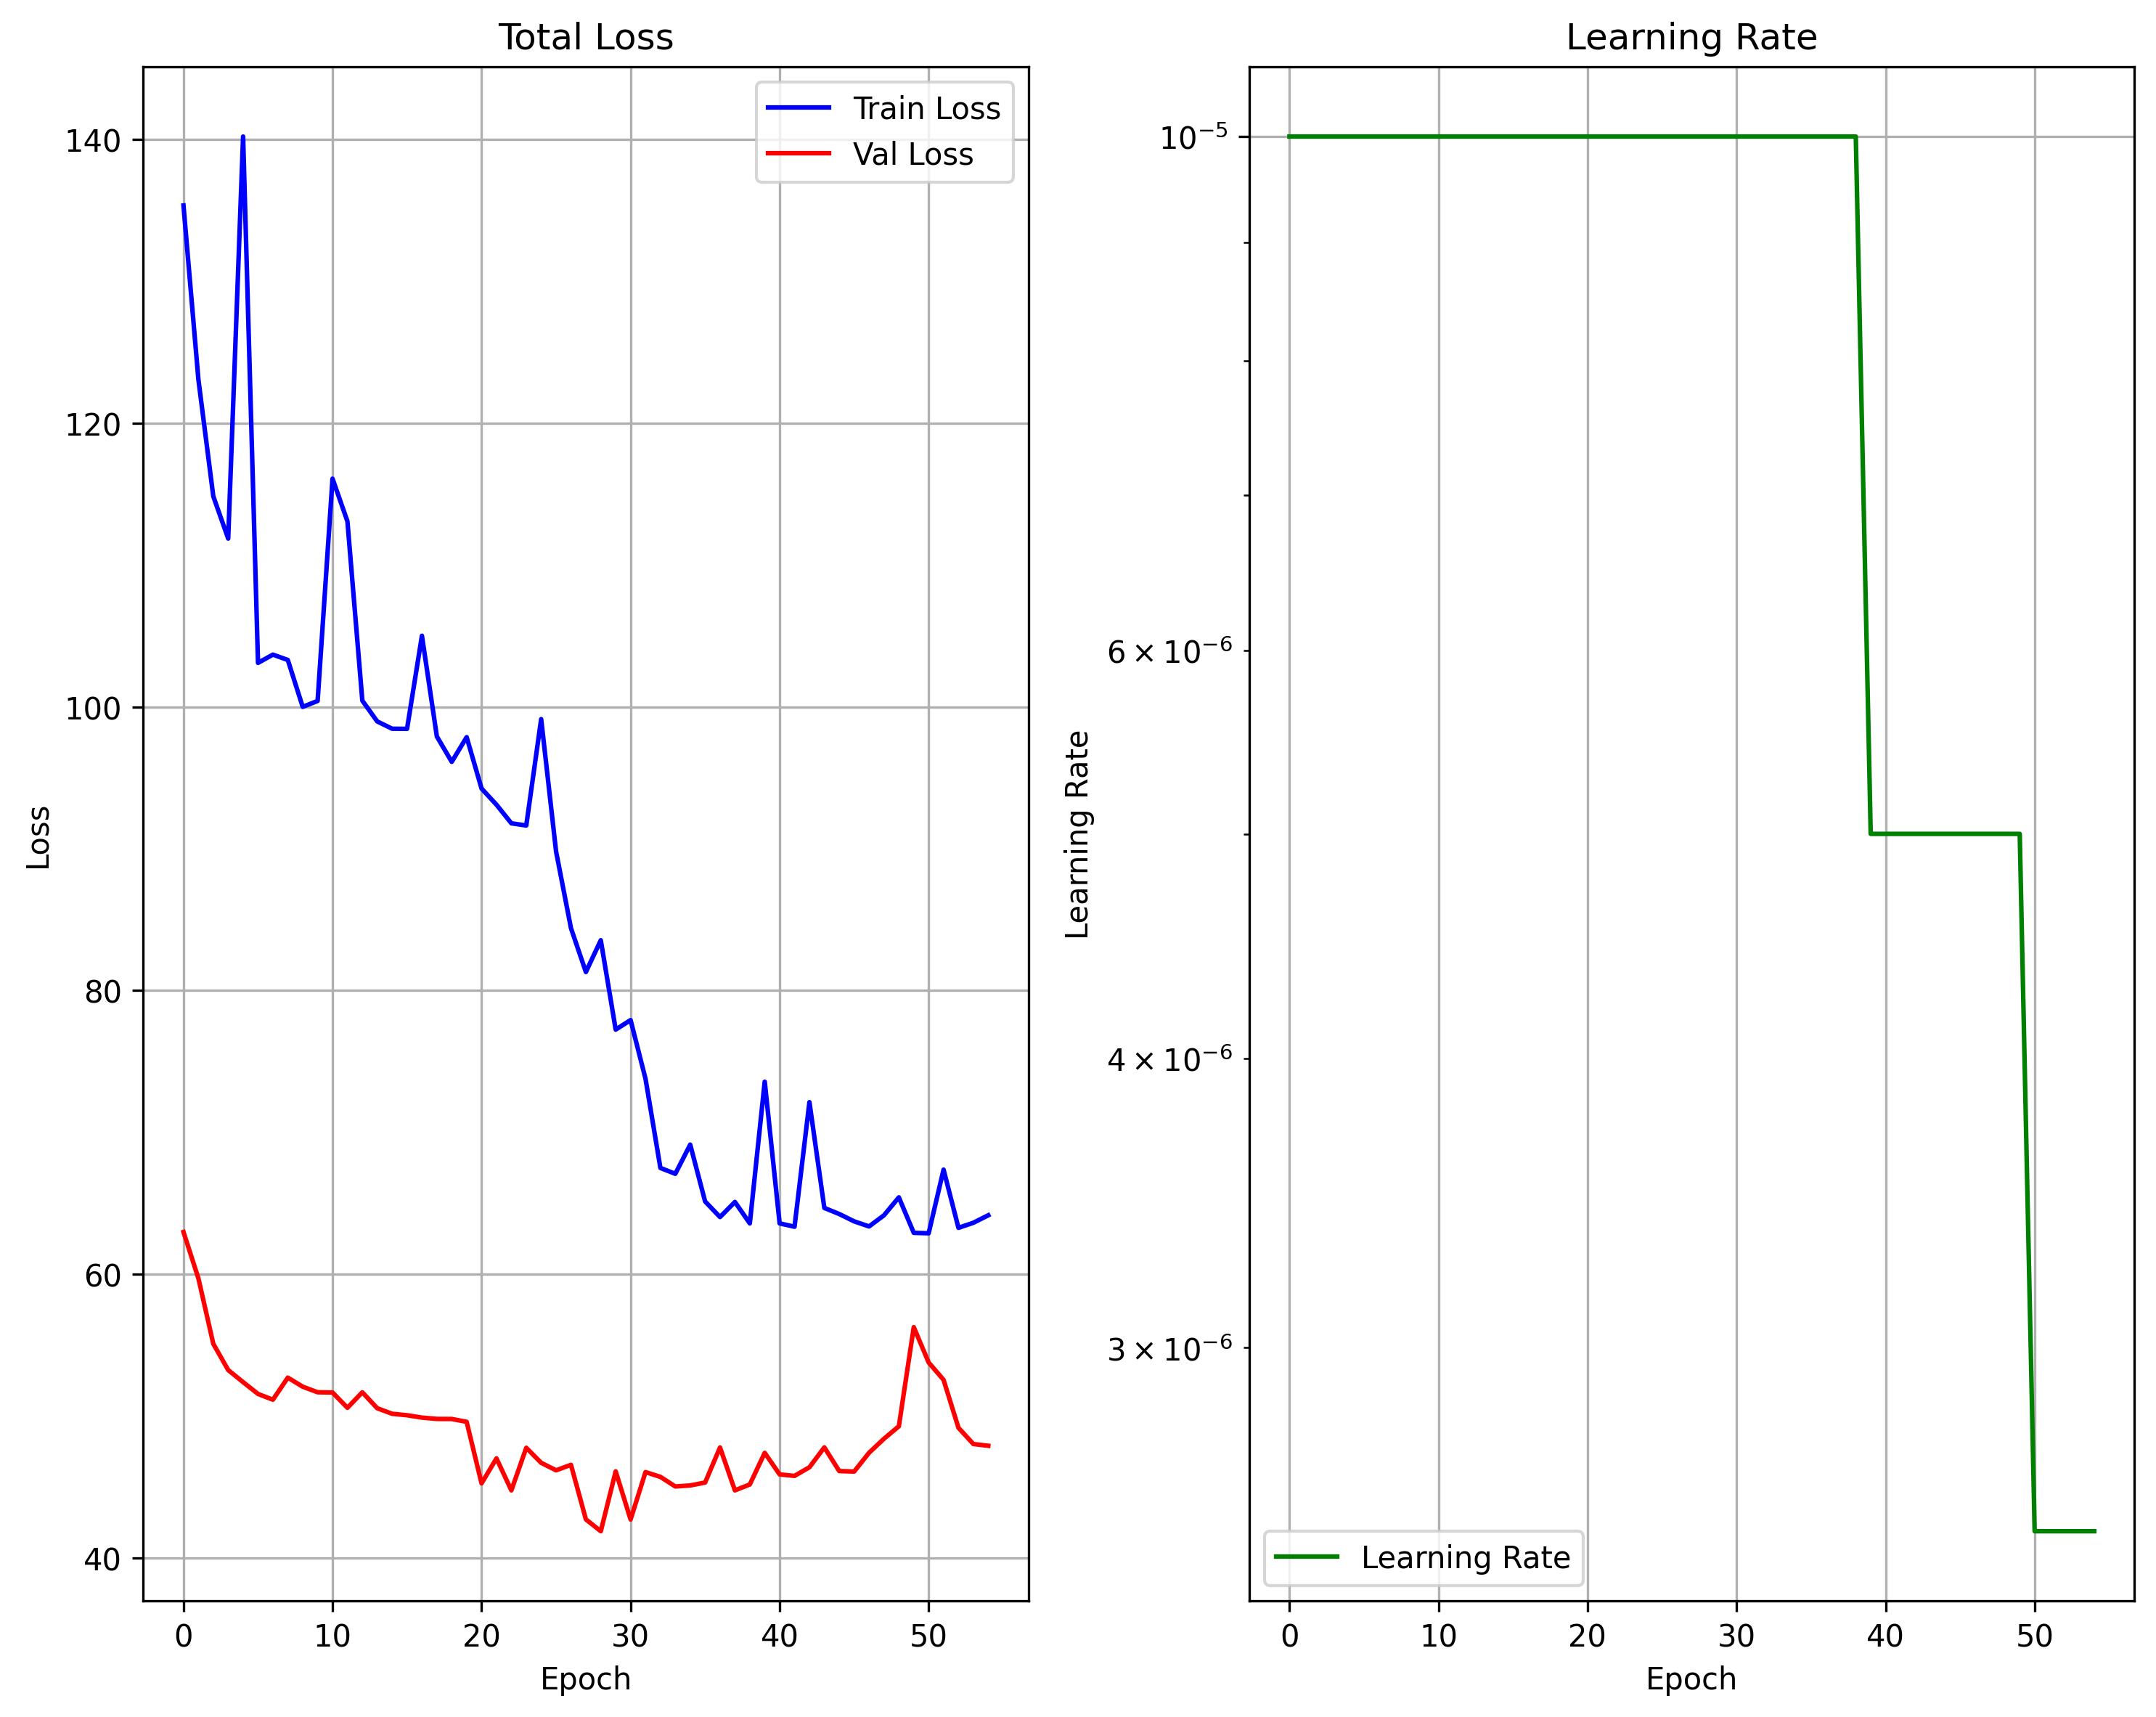 Total Loss
Train Loss
Val Loss
140
120
100
80
60
40
Loss
0 10 20 30 40 50
Epoch
Learning Rate
10⁻⁵
6 × 10⁻⁶
4 × 10⁻⁶
3 × 10⁻⁶
Learning Rate
Learning Rate
0 10 20 30 40 50
Epoch